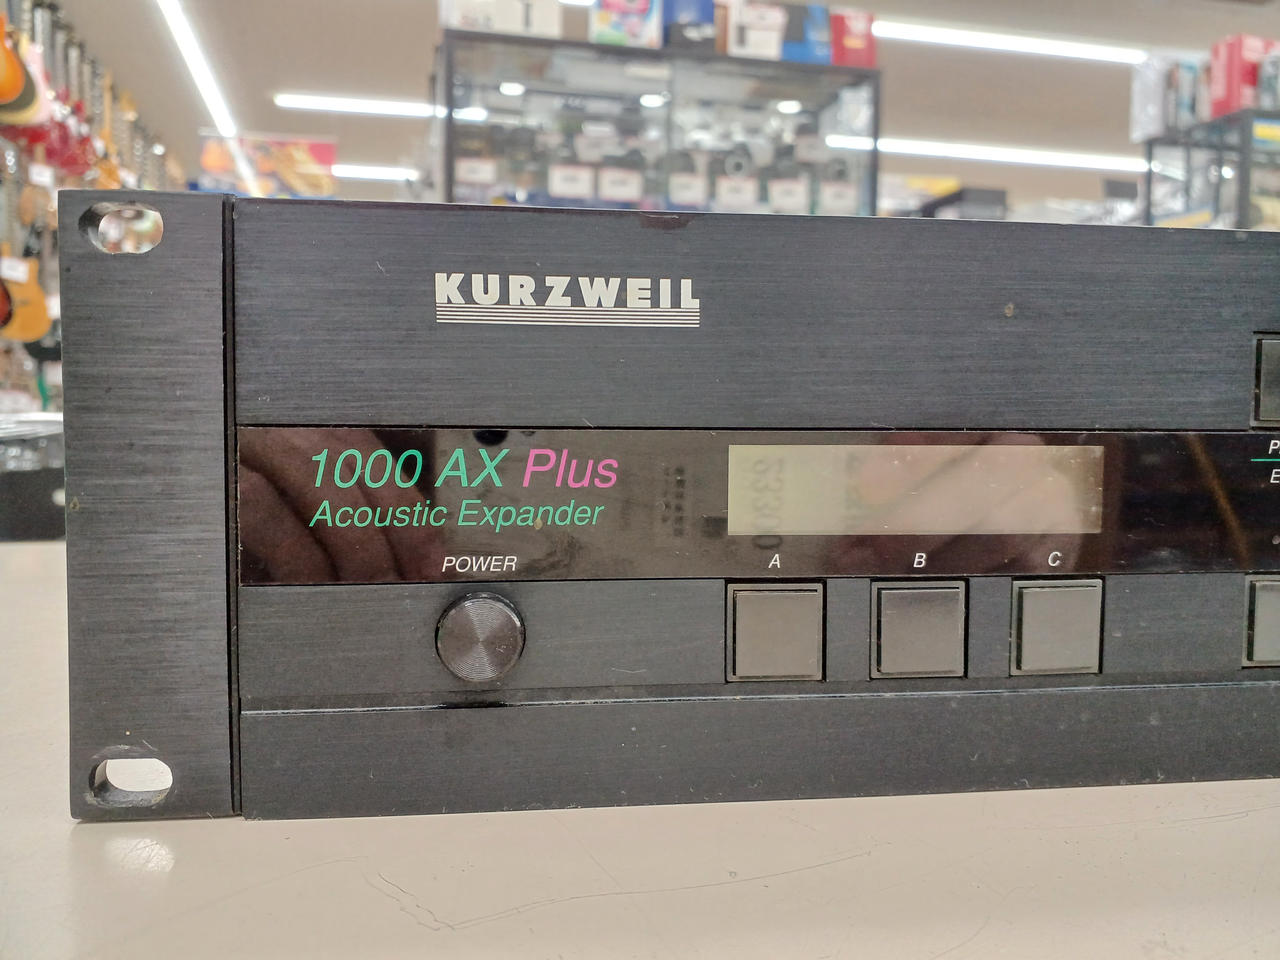 KURZWEIL
1000 AX Plus
Acoustic Expander
POWER
A
B
C